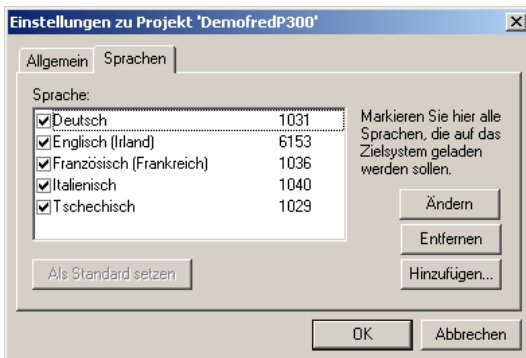 Einstellungen zu Projekt 'DemofredP300'
Allgemein Sprachen
Sprache:
Deutsch 1031
Englisch (Irland) 6153
Französisch (Frankreich) 1036
Italienisch 1040
Tschechisch 1029
Markieren Sie hier alle
Sprachen, die auf das
Zielsystem geladen
werden sollen.
Ändern
Entfernen
Als Standard setzen
Hinzufügen...
OK Abbrechen